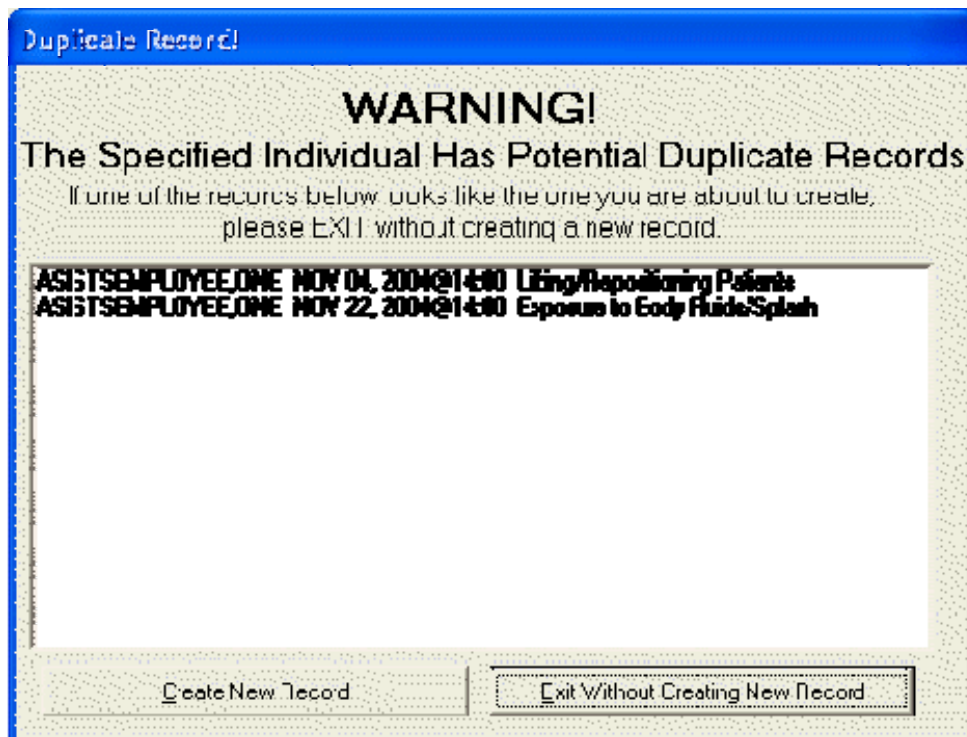 Duplicate Record!
WARNING!
The Specified Individual Has Potential Duplicate Records
If one of the records below looks like the one you are about to create,
please EXIT without creating a new record.
ASISTSEMPLOYEE,ONE NOV 04, 2004@14:00 Lifting/Repositioning Patients
ASISTSEMPLOYEE,ONE NOV 22, 2004@14:00 Exposure to Body Fluids/Splash
Create New Record
Exit Without Creating New Record